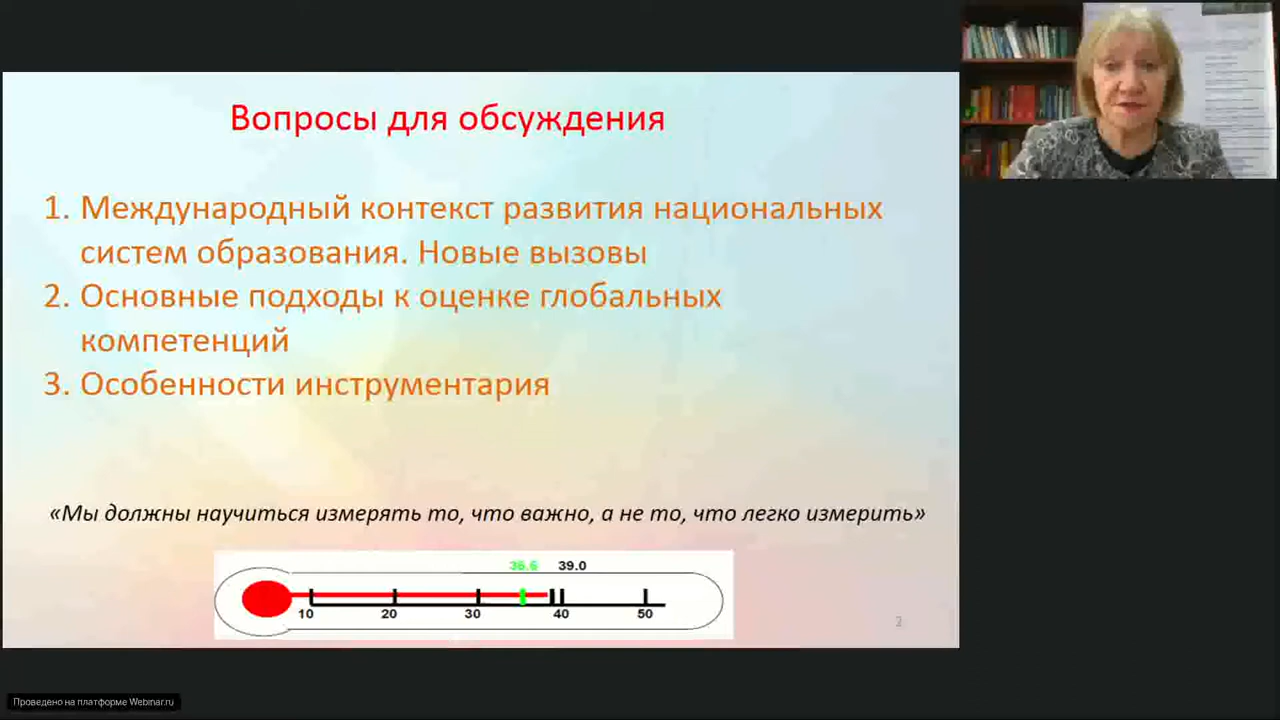 Вопросы для обсуждения
1. Международный контекст развития национальных
систем образования. Новые вызовы
2. Основные подходы к оценке глобальных
компетенций
3. Особенности инструментария
«Мы должны научиться измерять то, что важно, а не то, что легко измерить»
36.6 39.0
10 20 30 40 50
2
Проведено на платформе Webinar.ru